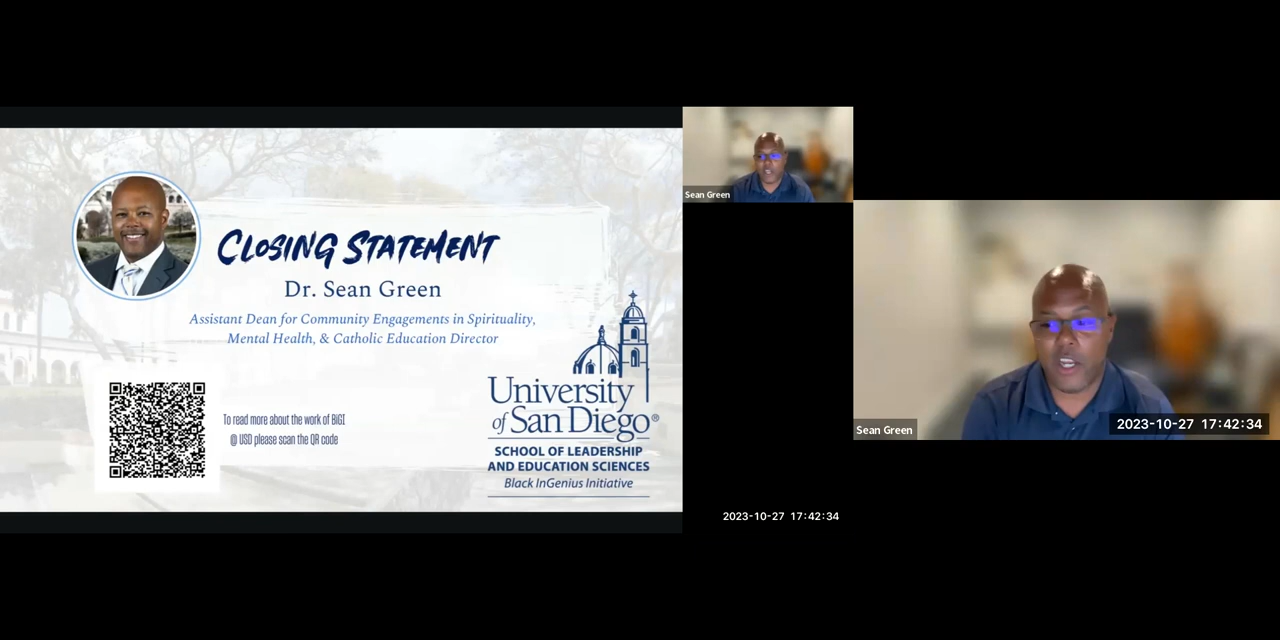 Closing Statement
Dr. Sean Green
Assistant Dean for Community Engagements in Spirituality,
Mental Health, & Catholic Education Director
To read more about the work of BiGI
@ USD please scan the QR code
University
of San Diego®
SCHOOL OF LEADERSHIP
AND EDUCATION SCIENCES
Black InGenius Initiative
Sean Green
2023-10-27 17:42:34
Sean Green
2023-10-27 17:42:34